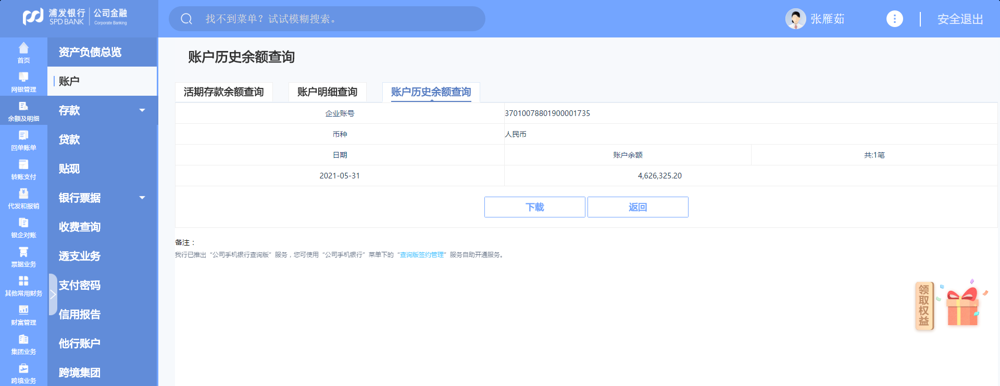 浦发银行 公司金融
SPD BANK Corporate Banking
找不到菜单？试试模糊搜索。
张雁茹
安全退出
首页
网银管理
余额及明细
回单账单
转账支付
代发和报销
银企对账
票据业务
其他常用财务
财富管理
集团业务
跨境业务
资产负债总览
账户
存款
贷款
贴现
银行票据
收费查询
透支业务
支付密码
信用报告
他行账户
跨境集团
账户历史余额查询
活期存款余额查询 账户明细查询 账户历史余额查询
企业账号 37010078801900001735
币种 人民币
日期 账户余额 共:1笔
2021-05-31 4,626,325.20
下载 返回
备注：
我行已推出“公司手机银行查询版”服务，您可使用“公司手机银行”菜单下的“查询版签约管理”服务自助开通服务。
领取权益